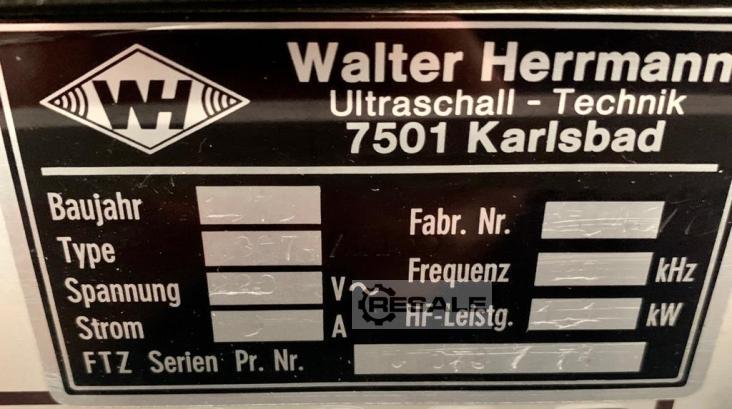 WH
Walter Herrmann
Ultraschall - Technik
7501 Karlsbad
Baujahr
Type
Spannung 220 V~
Strom A
Fabr. Nr.
Frequenz kHz
HF-Leistg. kW
FTZ Serien Pr. Nr.
RESALE